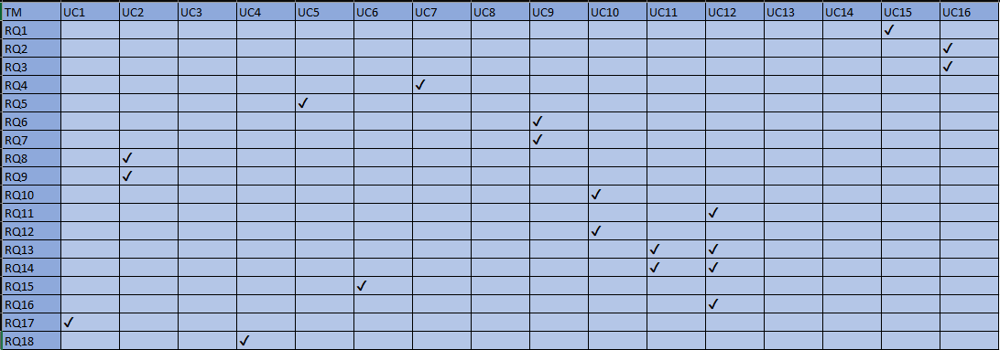 TM UC1 UC2 UC3 UC4 UC5 UC6 UC7 UC8 UC9 UC10 UC11 UC12 UC13 UC14 UC15 UC16
RQ1 ✓
RQ2 ✓
RQ3 ✓
RQ4 ✓
RQ5 ✓
RQ6 ✓
RQ7 ✓
RQ8 ✓
RQ9 ✓
RQ10 ✓
RQ11 ✓
RQ12 ✓
RQ13 ✓ ✓
RQ14 ✓ ✓
RQ15 ✓
RQ16 ✓
RQ17 ✓
RQ18 ✓